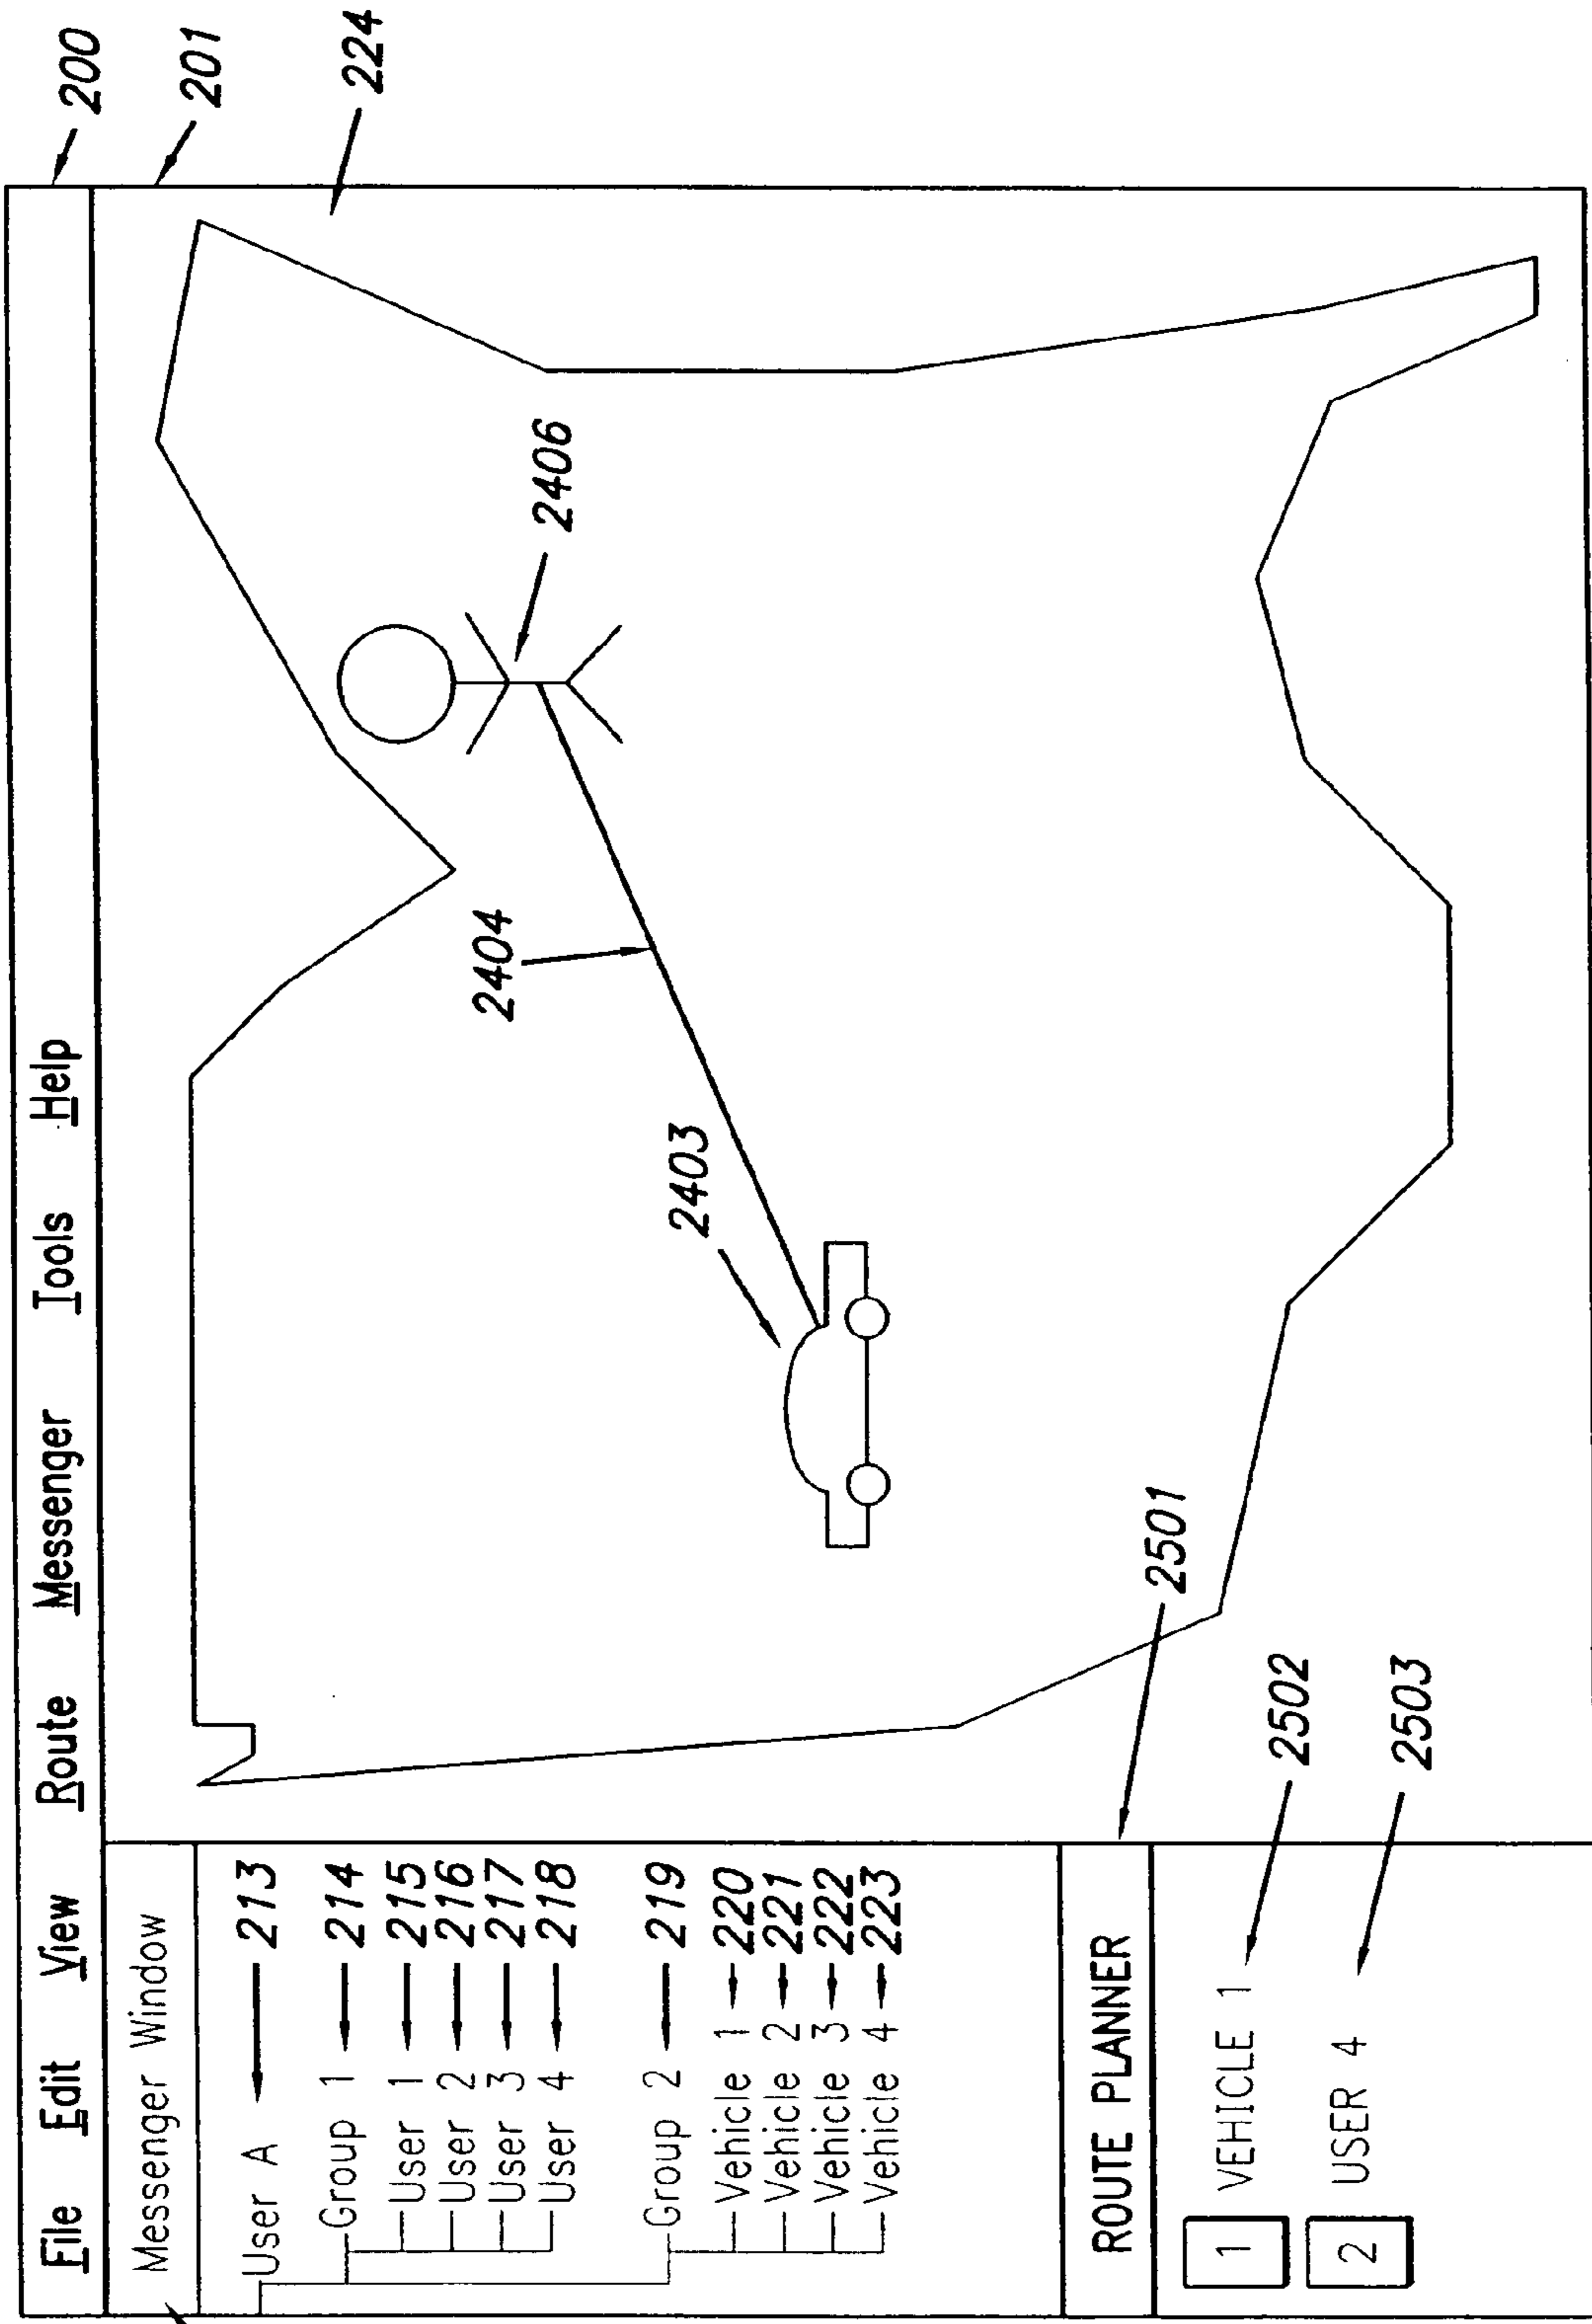 File Edit View Route Messenger Tools Help
200
201
224
Messenger Window
User A 213
Group 1 214
User 1 215
User 2 216
User 3 217
User 4 218
Group 2 219
Vehicle 1 220
Vehicle 2 221
Vehicle 3 222
Vehicle 4 223
2406
2404
2403
ROUTE PLANNER
2501
1 VEHICLE 1 2502
2 USER 4 2503